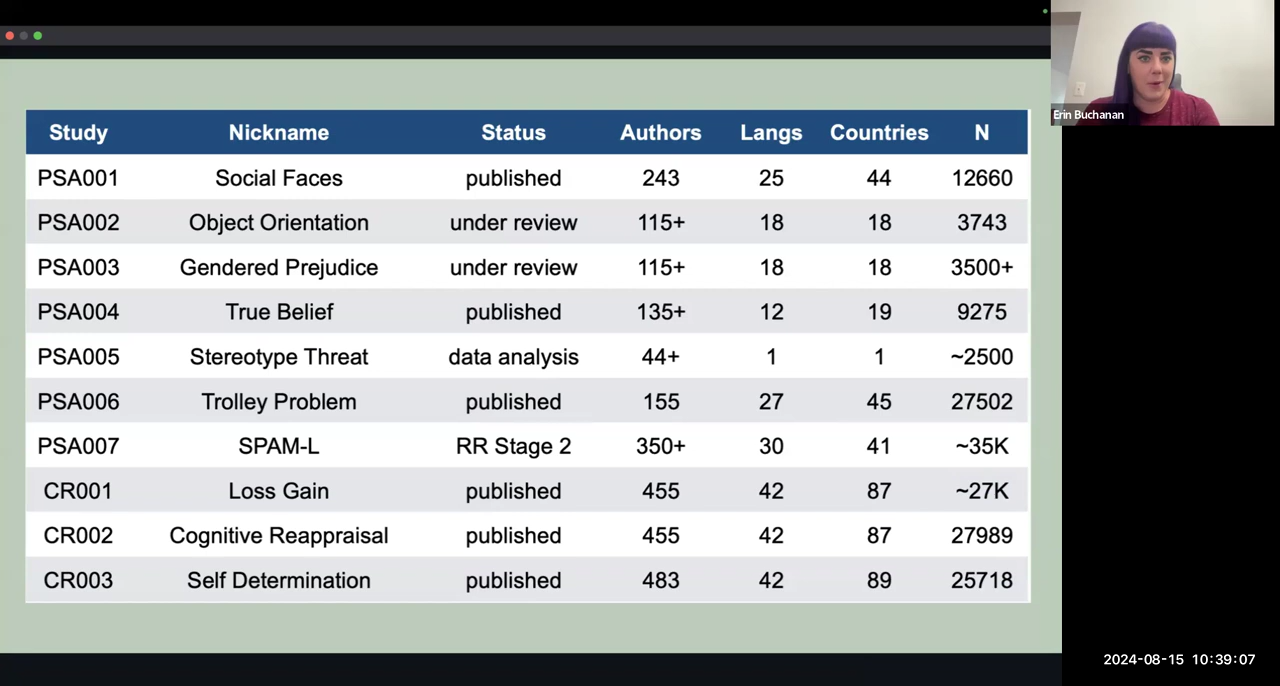 Erin Buchanan
Study Nickname Status Authors Langs Countries N
PSA001 Social Faces published 243 25 44 12660
PSA002 Object Orientation under review 115+ 18 18 3743
PSA003 Gendered Prejudice under review 115+ 18 18 3500+
PSA004 True Belief published 135+ 12 19 9275
PSA005 Stereotype Threat data analysis 44+ 1 1 ~2500
PSA006 Trolley Problem published 155 27 45 27502
PSA007 SPAM-L RR Stage 2 350+ 30 41 ~35K
CR001 Loss Gain published 455 42 87 ~27K
CR002 Cognitive Reappraisal published 455 42 87 27989
CR003 Self Determination published 483 42 89 25718
2024-08-15 10:39:07